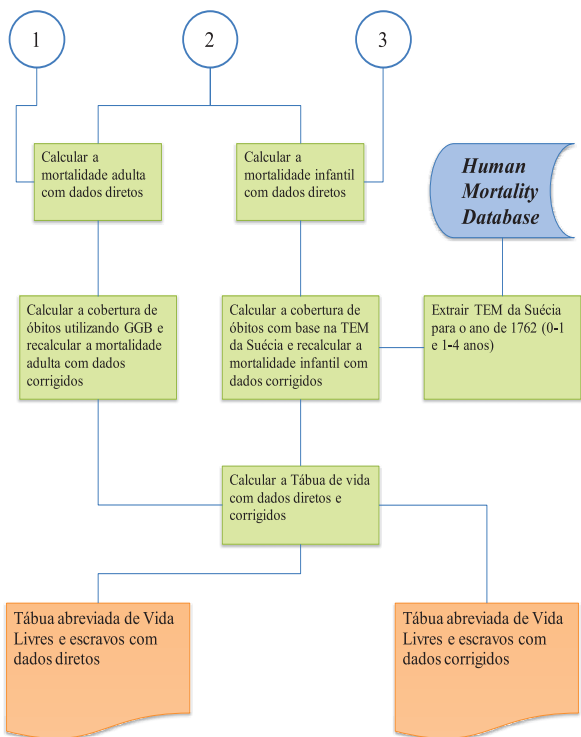 1
2
3
Calcular a
mortalidade adulta
com dados diretos
Calcular a
mortalidade infantil
com dados diretos
Human
Mortality
Database
Calcular a cobertura de
óbitos utilizando GGB e
recalcular a mortalidade
adulta com dados
corrigidos
Calcular a cobertura de
óbitos com base na TEM
da Suécia e recalcular a
mortalidade infantil com
dados corrigidos
Extrair TEM da Suécia
para o ano de 1762 (0-1
e 1-4 anos)
Calcular a Tábua de vida
com dados diretos e
corrigidos
Tábua abreviada de Vida
Livres e escravos com
dados diretos
Tábua abreviada de Vida
Livres e escravos com
dados corrigidos